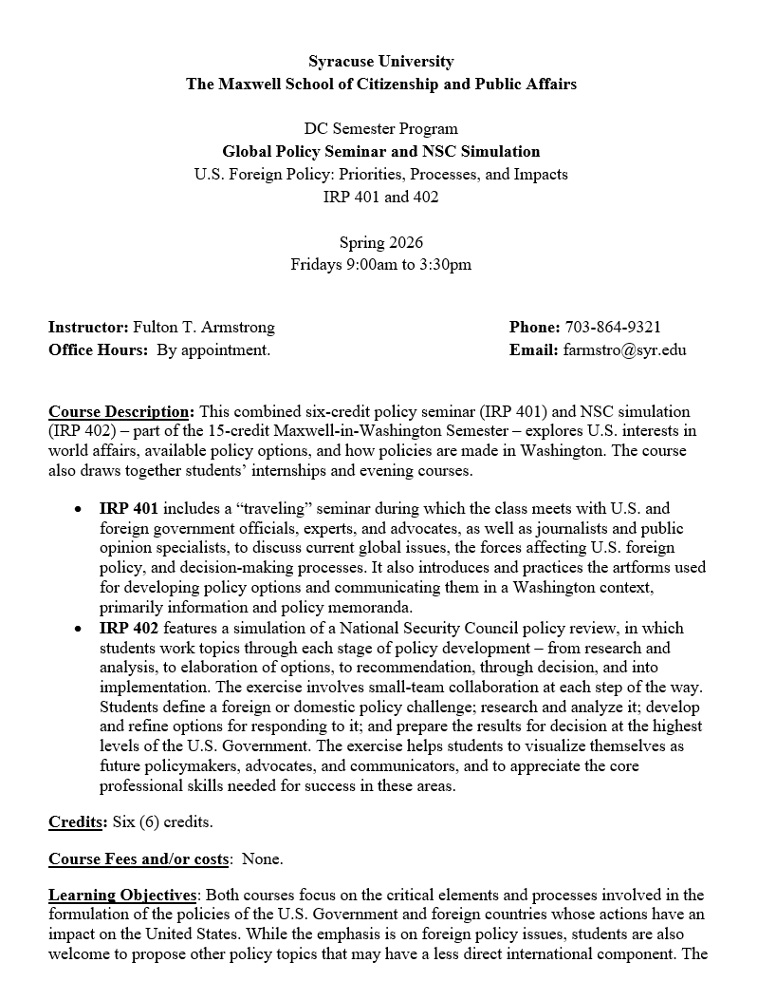 Syracuse University
The Maxwell School of Citizenship and Public Affairs
DC Semester Program
Global Policy Seminar and NSC Simulation
U.S. Foreign Policy: Priorities, Processes, and Impacts
IRP 401 and 402
Spring 2026
Fridays 9:00am to 3:30pm
Instructor: Fulton T. Armstrong Phone: 703-864-9321
Office Hours:  By appointment. Email: farmstro@syr.edu
Course Description: This combined six-credit policy seminar (IRP 401) and NSC simulation
(IRP 402) – part of the 15-credit Maxwell-in-Washington Semester – explores U.S. interests in
world affairs, available policy options, and how policies are made in Washington. The course
also draws together students’ internships and evening courses.
• IRP 401 includes a “traveling” seminar during which the class meets with U.S. and
foreign government officials, experts, and advocates, as well as journalists and public
opinion specialists, to discuss current global issues, the forces affecting U.S. foreign
policy, and decision-making processes. It also introduces and practices the artforms used
for developing policy options and communicating them in a Washington context,
primarily information and policy memoranda.
• IRP 402 features a simulation of a National Security Council policy review, in which
students work topics through each stage of policy development – from research and
analysis, to elaboration of options, to recommendation, through decision, and into
implementation. The exercise involves small-team collaboration at each step of the way.
Students define a foreign or domestic policy challenge; research and analyze it; develop
and refine options for responding to it; and prepare the results for decision at the highest
levels of the U.S. Government. The exercise helps students to visualize themselves as
future policymakers, advocates, and communicators, and to appreciate the core
professional skills needed for success in these areas.
Credits: Six (6) credits.
Course Fees and/or costs:  None.
Learning Objectives: Both courses focus on the critical elements and processes involved in the
formulation of the policies of the U.S. Government and foreign countries whose actions have an
impact on the United States. While the emphasis is on foreign policy issues, students are also
welcome to propose other policy topics that may have a less direct international component. The